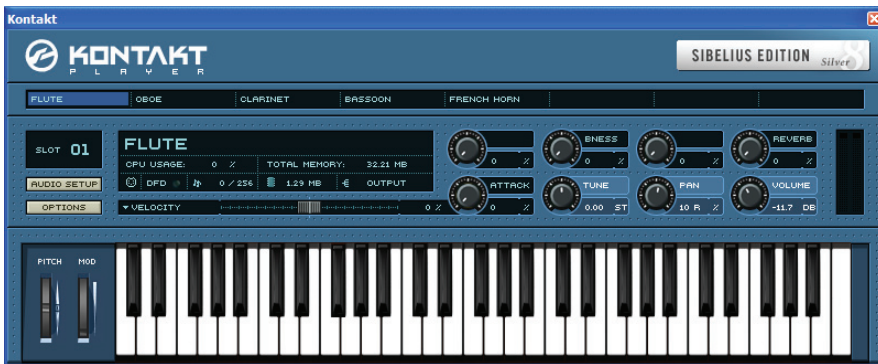 Kontakt
KONTAKT
PLAYER
SIBELIUS EDITION
Silver 8
FLUTE OBOE CLARINET BASSOON FRENCH HORN
SLOT 01
FLUTE
CPU USAGE: 0 % TOTAL MEMORY: 32.21 MB
DFD 0 / 256 1.29 MB OUTPUT
VELOCITY 0 %
AUDIO SETUP
OPTIONS
0 %
BNESS
0 %
0 %
REVERB
0 %
ATTACK
0 %
TUNE
0.00 ST
PAN
10 R %
VOLUME
-11.7 DB
PITCH MOD